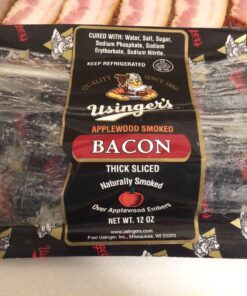 CURED WITH: Water, Salt, Sugar,
Sodium Phosphate, Sodium
Erythorbate, Sodium Nitrite.
KEEP REFRIGERATED
QUALITY SINCE 1880
Usinger's
APPLEWOOD SMOKED
BACON
THICK SLICED
Naturally Smoked
Over Applewood Embers
NET WT. 12 OZ
www.usingers.com
Fred Usinger, Inc., Milwaukee, WI 53203